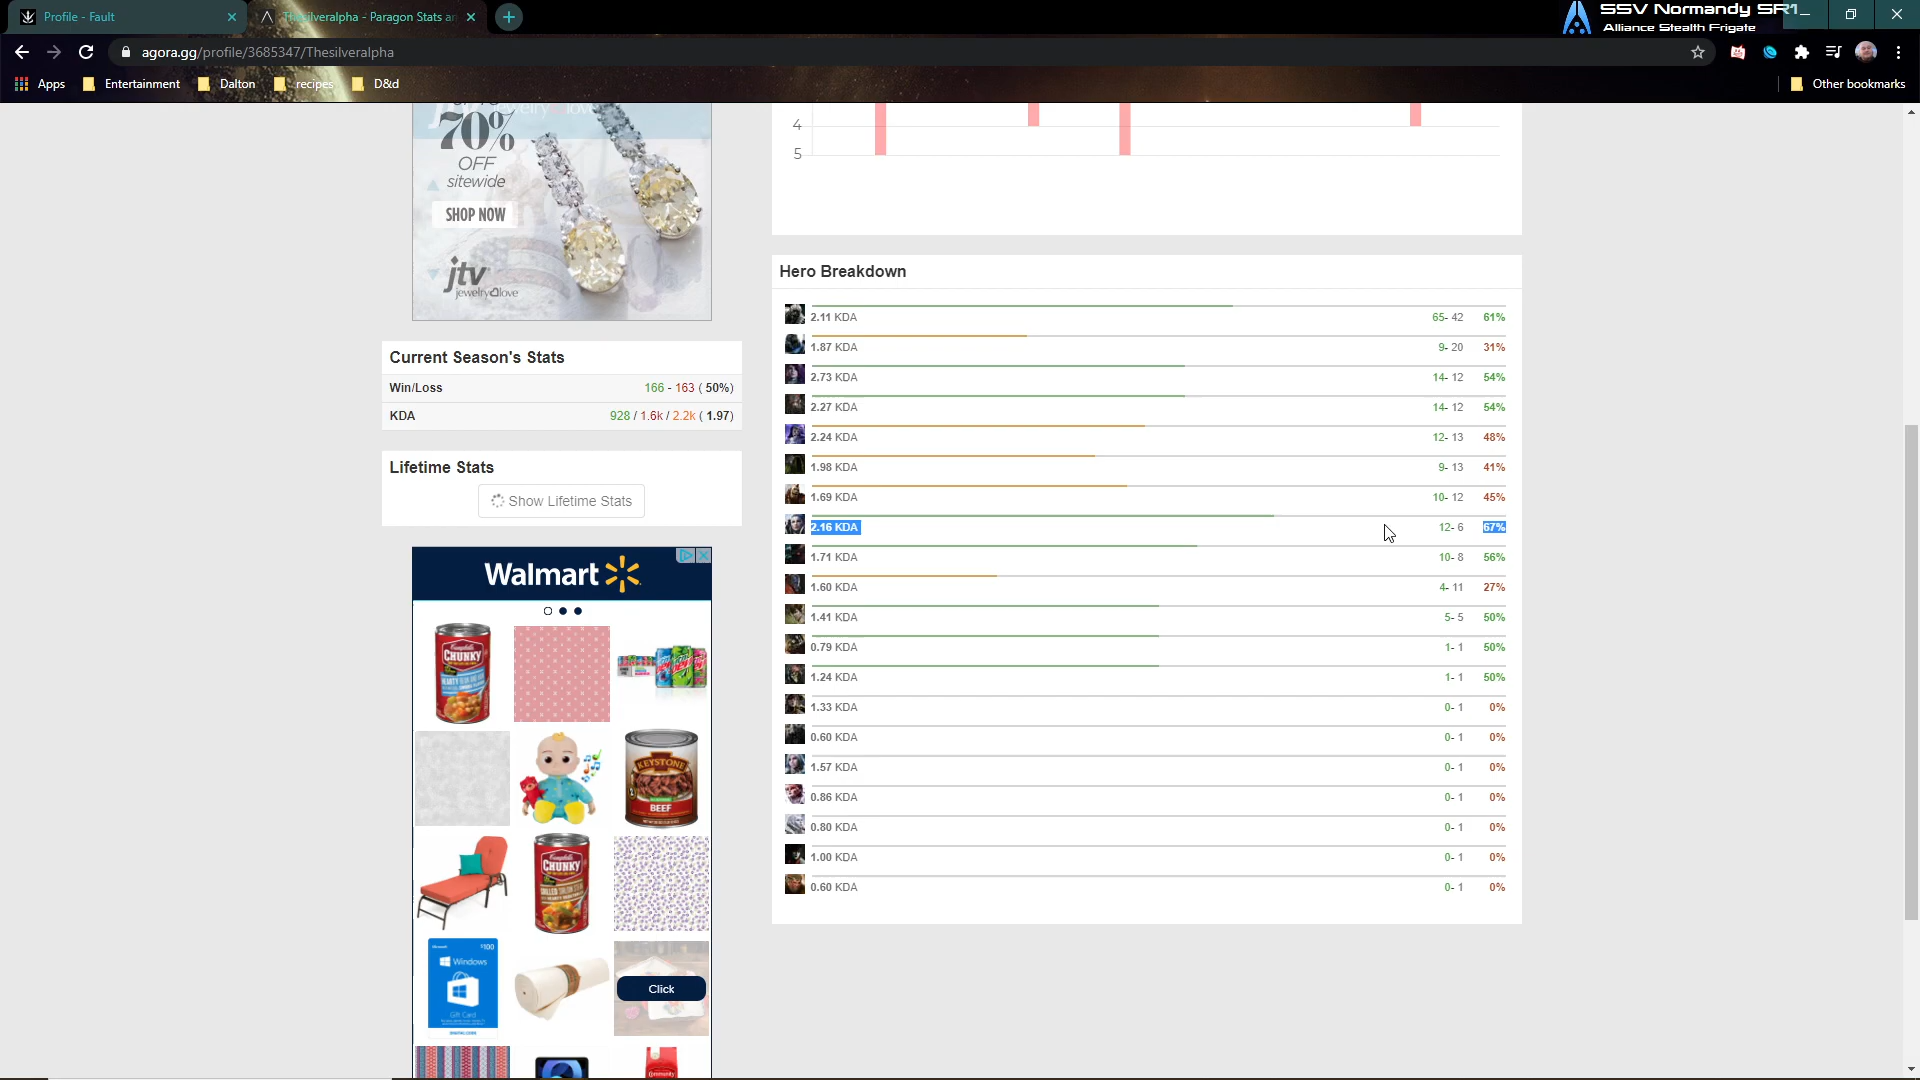 Profile - Fault
Thesilveralpha - Paragon Stats an
SSV Normandy SR1
Alliance Stealth Frigate
agora.gg/profile/3685347/Thesilveralpha
Apps
Entertainment
Dalton
recipes
D&d
Other bookmarks
70%
OFF
sitewide
SHOP NOW
jtv
jewelry love
4
5
Current Season's Stats
Win/Loss 166 - 163 ( 50%)
KDA 928 / 1.6k / 2.2k ( 1.97)
Lifetime Stats
Show Lifetime Stats
Walmart
Campbell's
CHUNKY
KEYSTONE
BEEF
Campbell's
CHUNKY
Microsoft $100
Windows
Gift Card
Click
community
Hero Breakdown
2.11 KDA 65- 42 61%
1.87 KDA 9- 20 31%
2.73 KDA 14- 12 54%
2.27 KDA 14- 12 54%
2.24 KDA 12- 13 48%
1.98 KDA 9- 13 41%
1.69 KDA 10- 12 45%
2.16 KDA 12- 6 67%
1.71 KDA 10- 8 56%
1.60 KDA 4- 11 27%
1.41 KDA 5- 5 50%
0.79 KDA 1- 1 50%
1.24 KDA 1- 1 50%
1.33 KDA 0- 1 0%
0.60 KDA 0- 1 0%
1.57 KDA 0- 1 0%
0.86 KDA 0- 1 0%
0.80 KDA 0- 1 0%
1.00 KDA 0- 1 0%
0.60 KDA 0- 1 0%